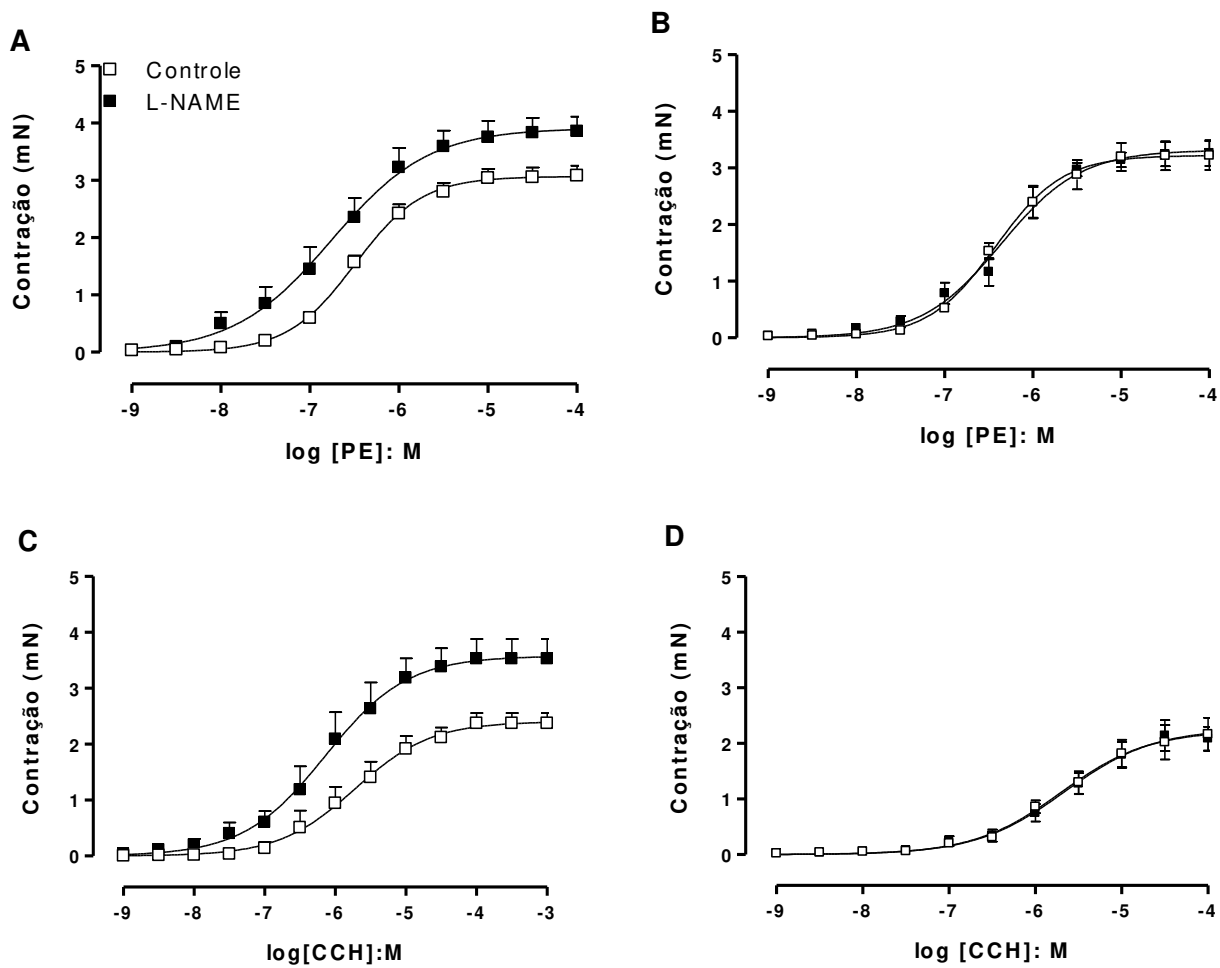 A
Controle
L-NAME
Contração (mN)
5
4
3
2
1
0
-9 -8 -7 -6 -5 -4
log [PE]: M
B
Contração (mN)
5
4
3
2
1
0
-9 -8 -7 -6 -5 -4
log [PE]: M
C
Contração (mN)
5
4
3
2
1
0
-9 -8 -7 -6 -5 -4 -3
log[CCH]:M
D
Contração (mN)
5
4
3
2
1
0
-9 -8 -7 -6 -5 -4
log [CCH]: M